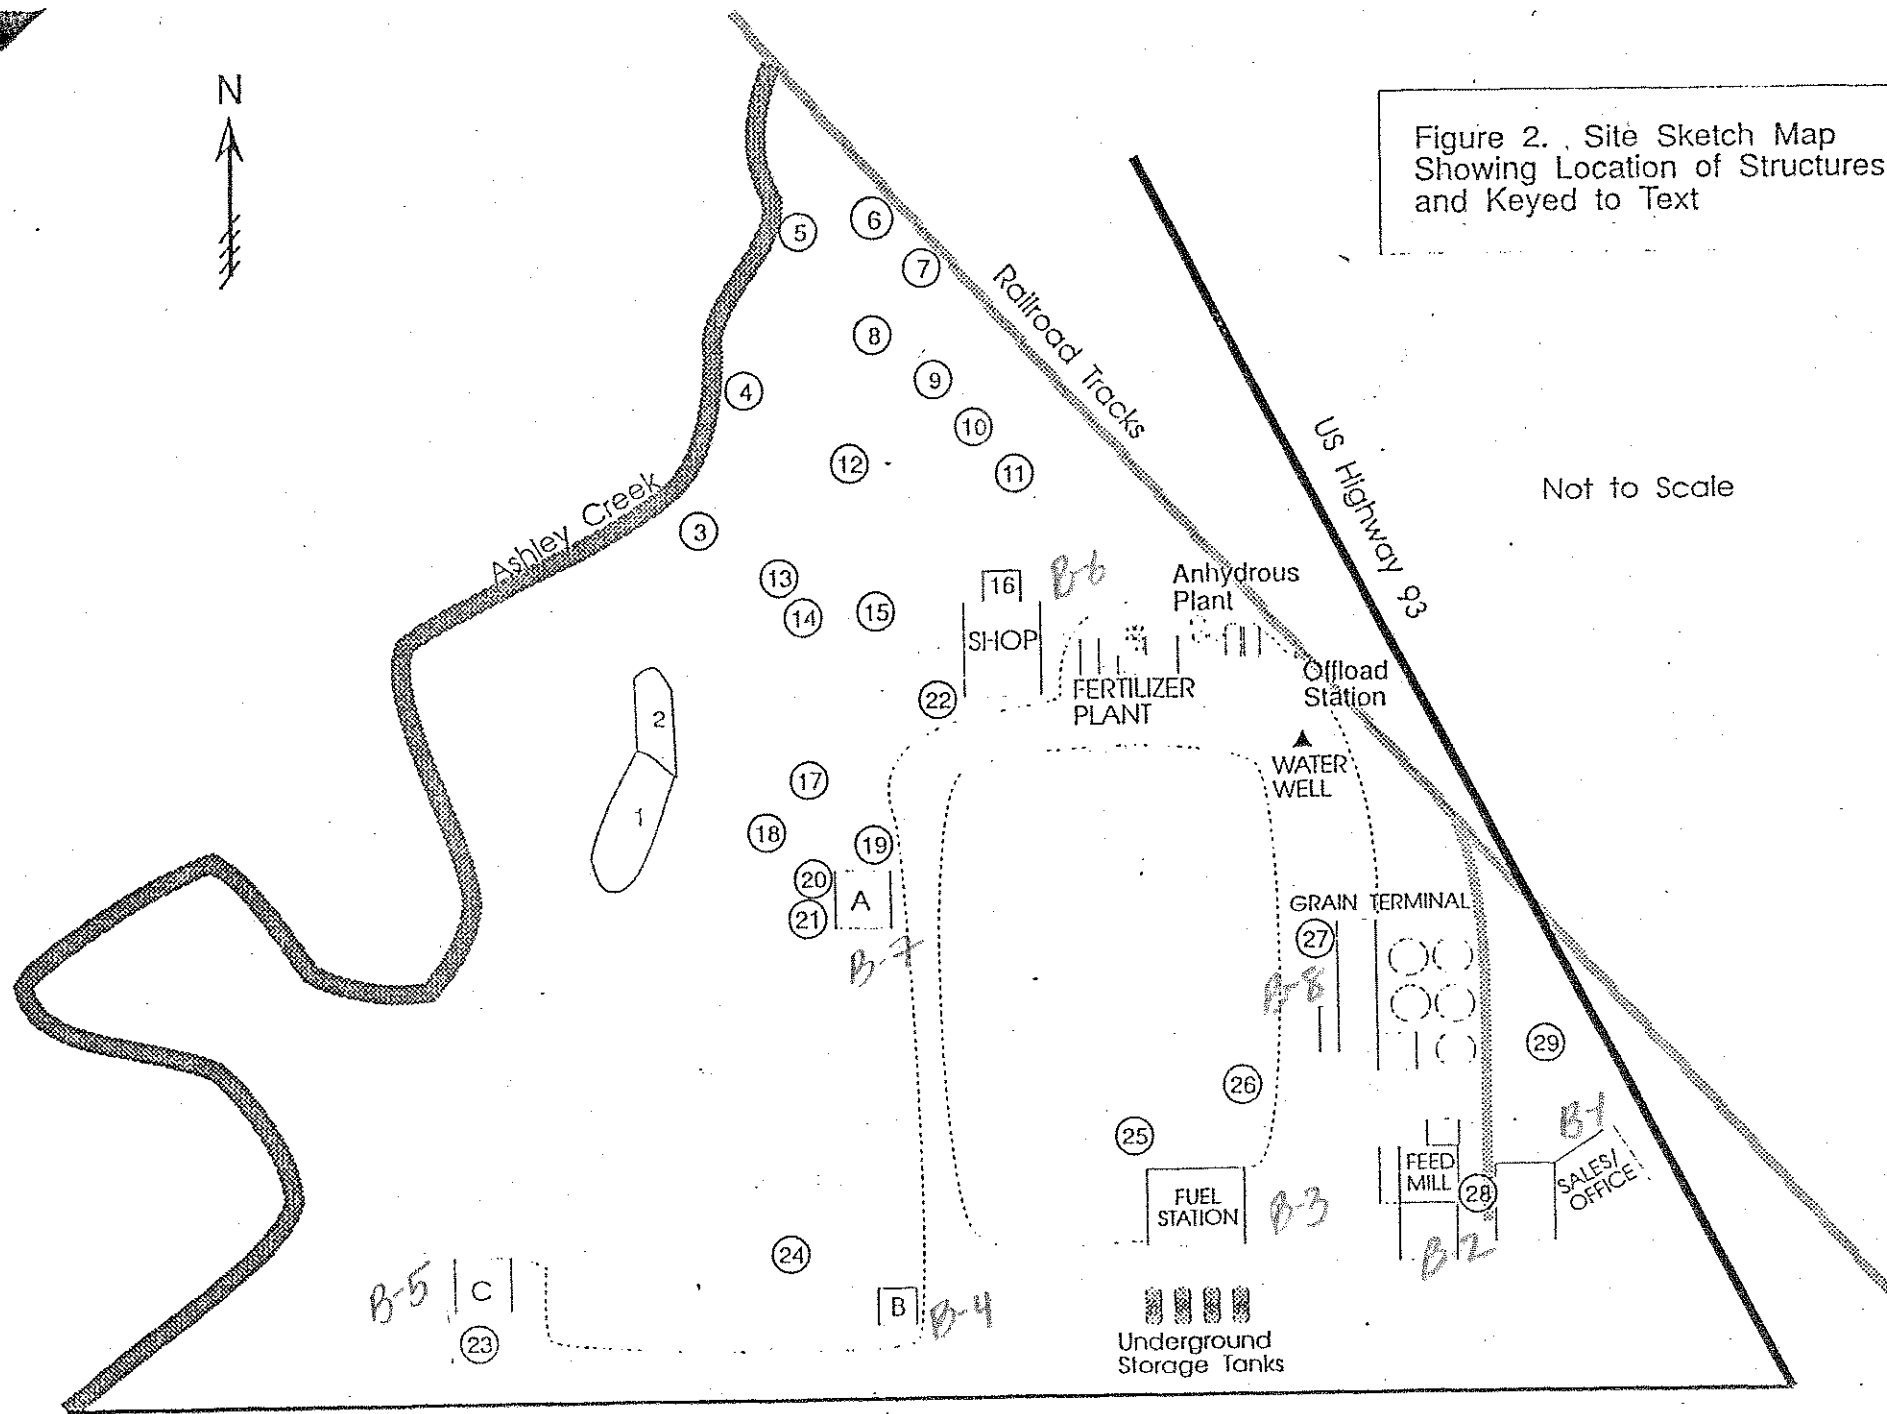 N
Figure 2. Site Sketch Map
Showing Location of Structures
and Keyed to Text
6
5
7
Railroad Tracks
8
9
4
10
US Highway 93
12
11
Not to Scale
Ashley Creek
3
13
16
B-6
Anhydrous
Plant
14
15
SHOP
Offload
Station
22
FERTILIZER
PLANT
2
WATER
WELL
17
1
18
19
20
A
21
GRAIN TERMINAL
27
B-7
B-8
29
26
25
B-1
FEED
MILL
SALES/
OFFICE
28
FUEL
STATION
B-3
B-2
24
B-5
C
B
B-4
23
Underground
Storage Tanks